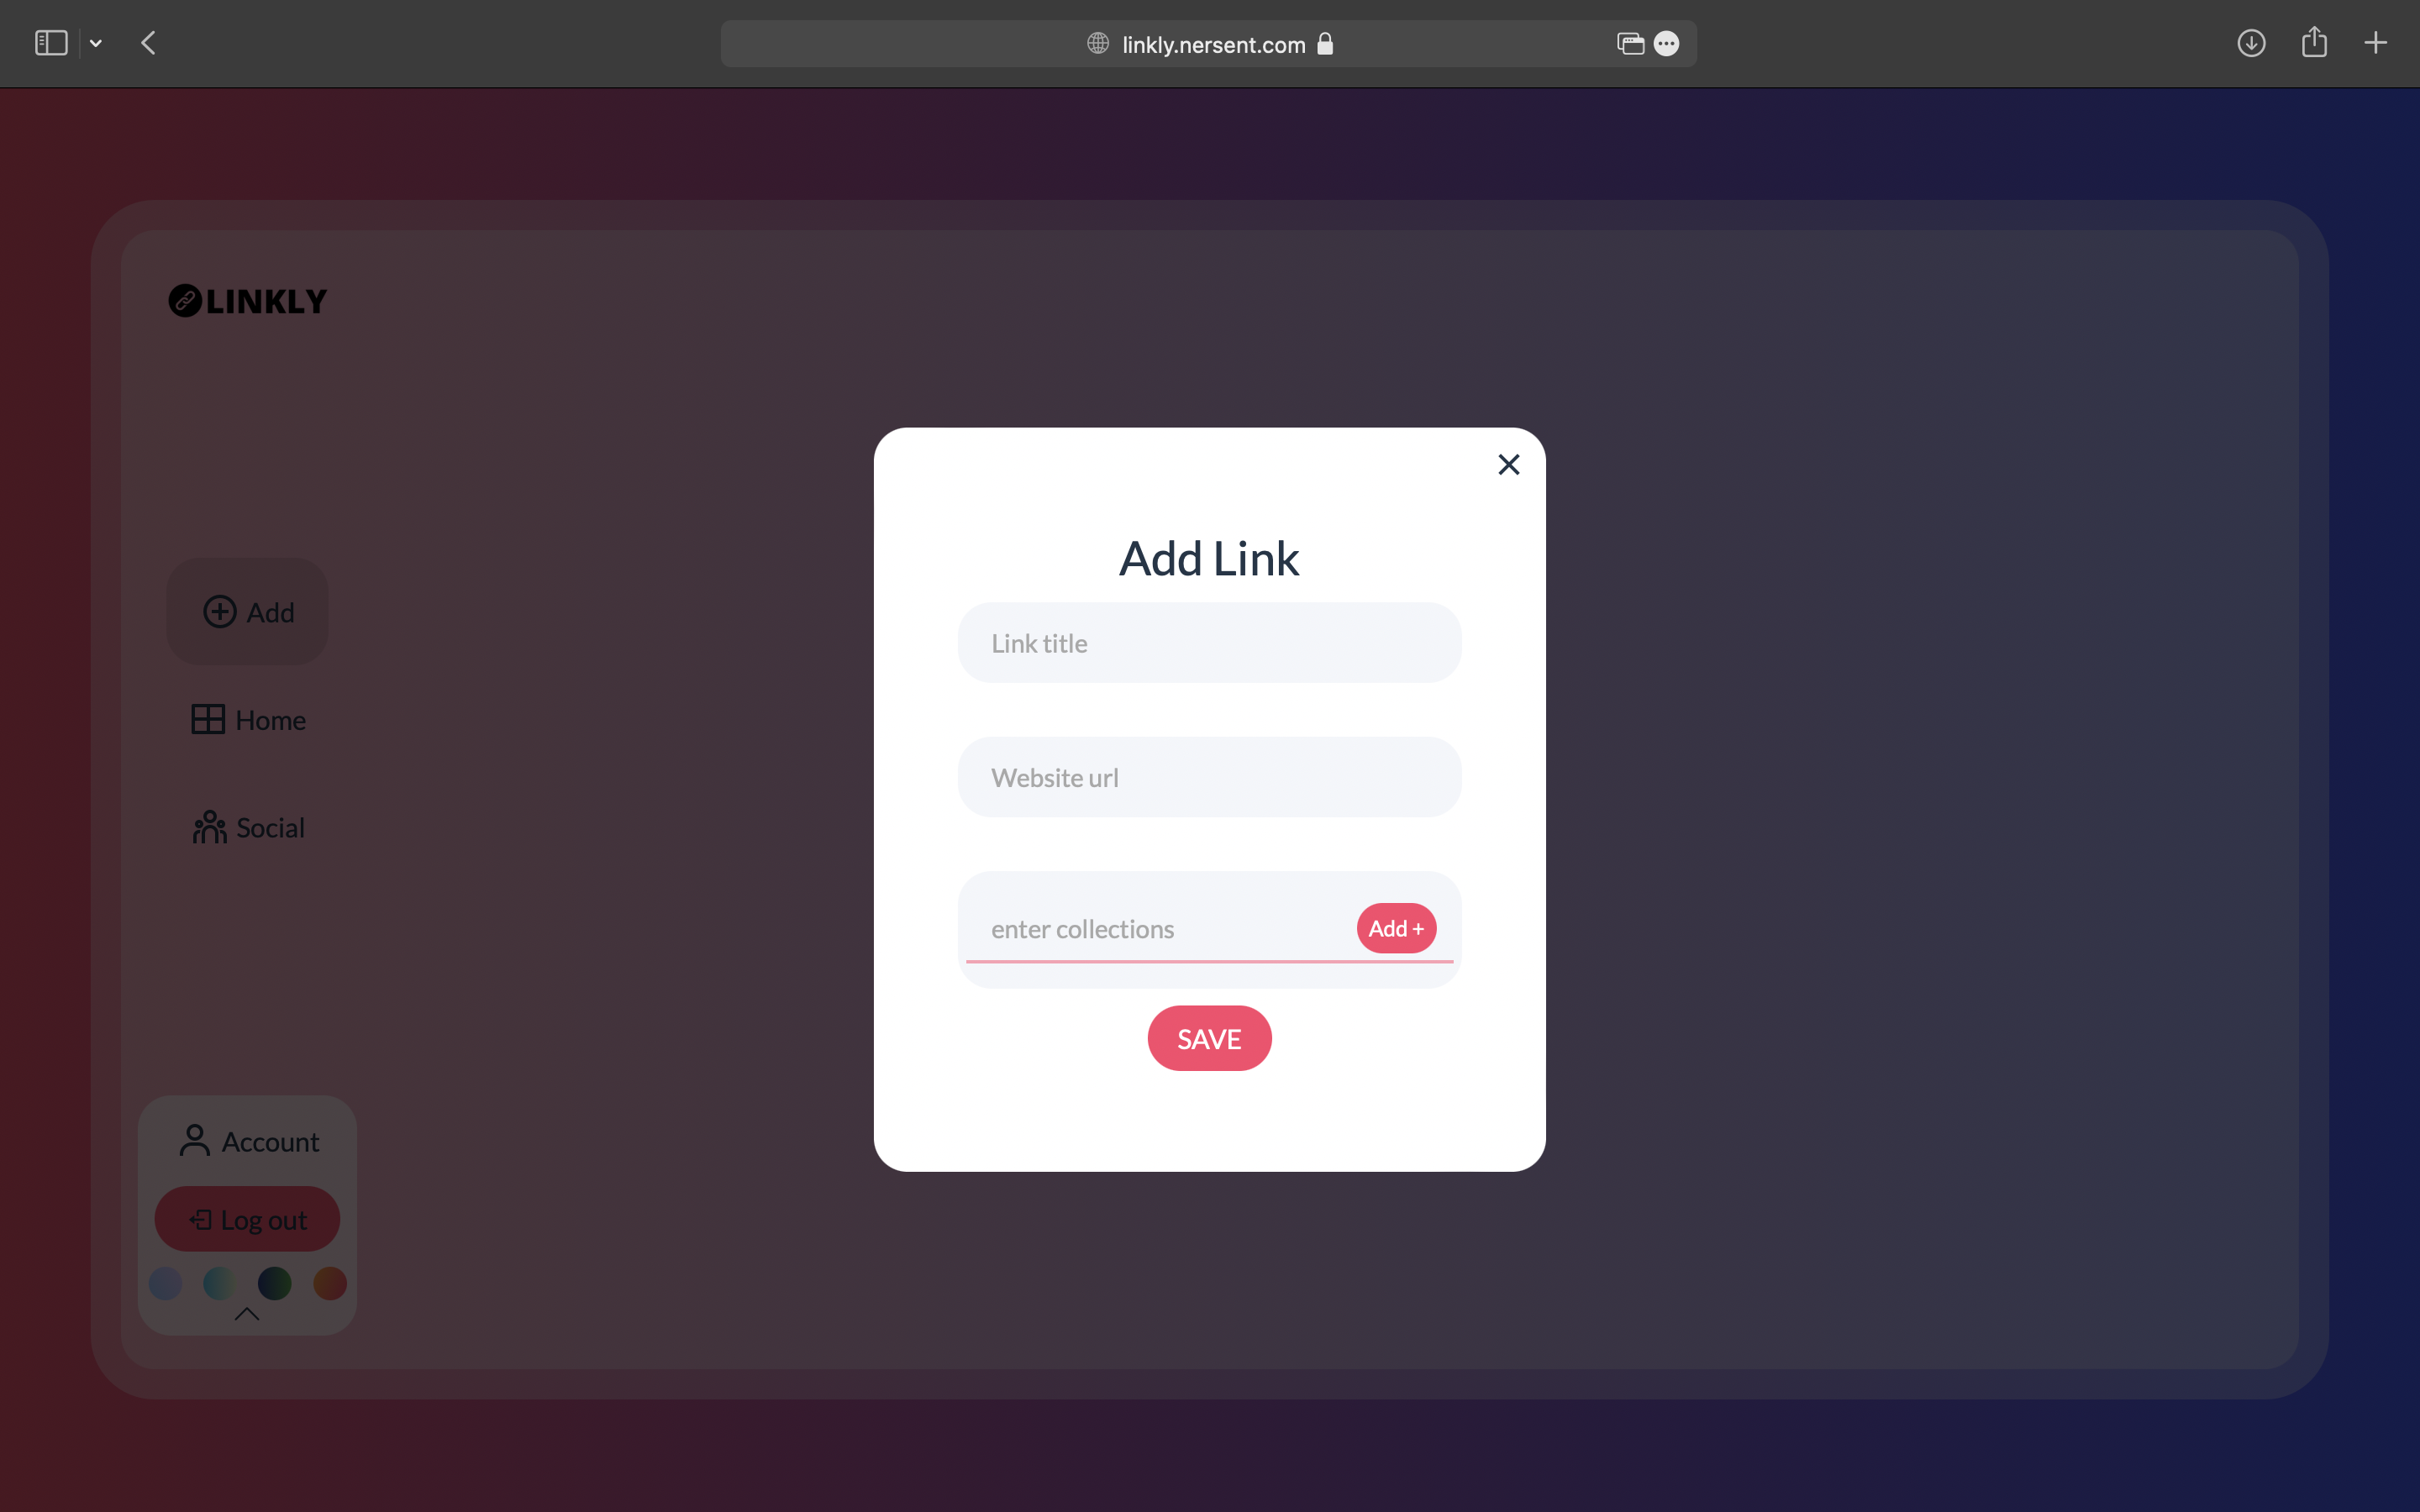 linkly.nersent.com
LINKLY
Add
Home
Social
Account
Log out
Add Link
Link title
Website url
enter collections
Add +
SAVE